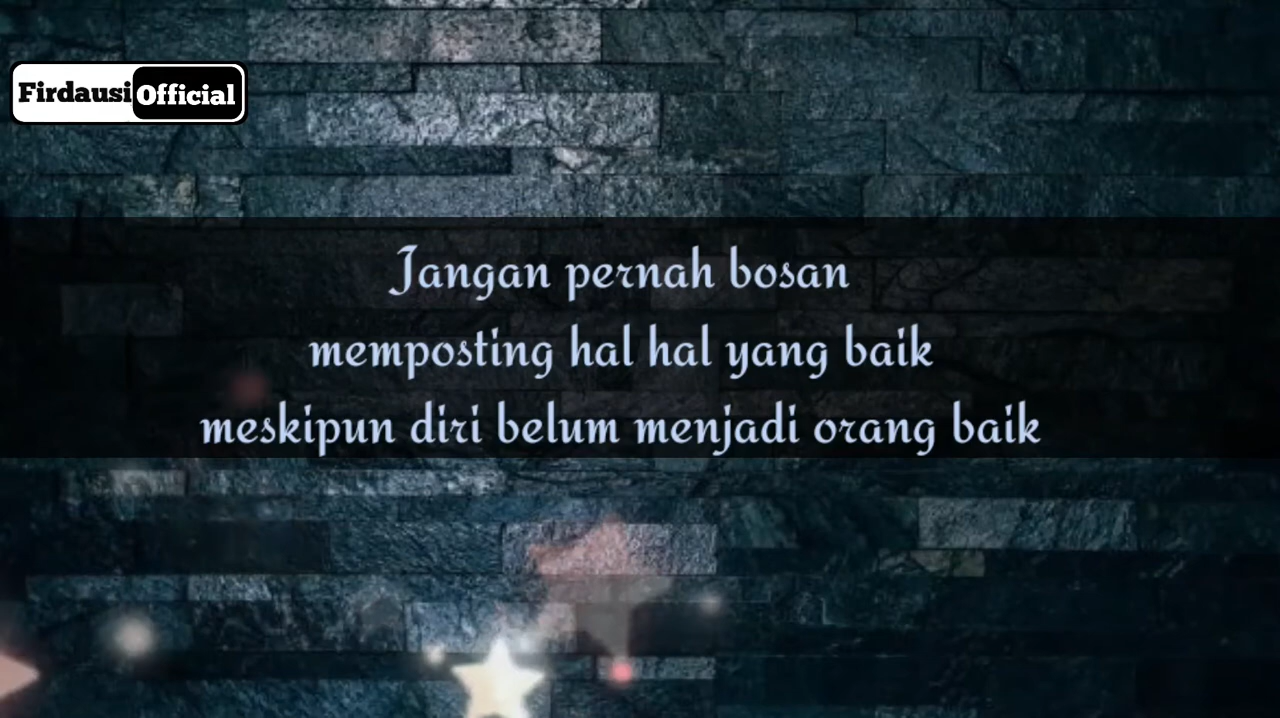 Firdausi Official
Jangan pernah bosan
memposting hal hal yang baik
meskipun diri belum menjadi orang baik